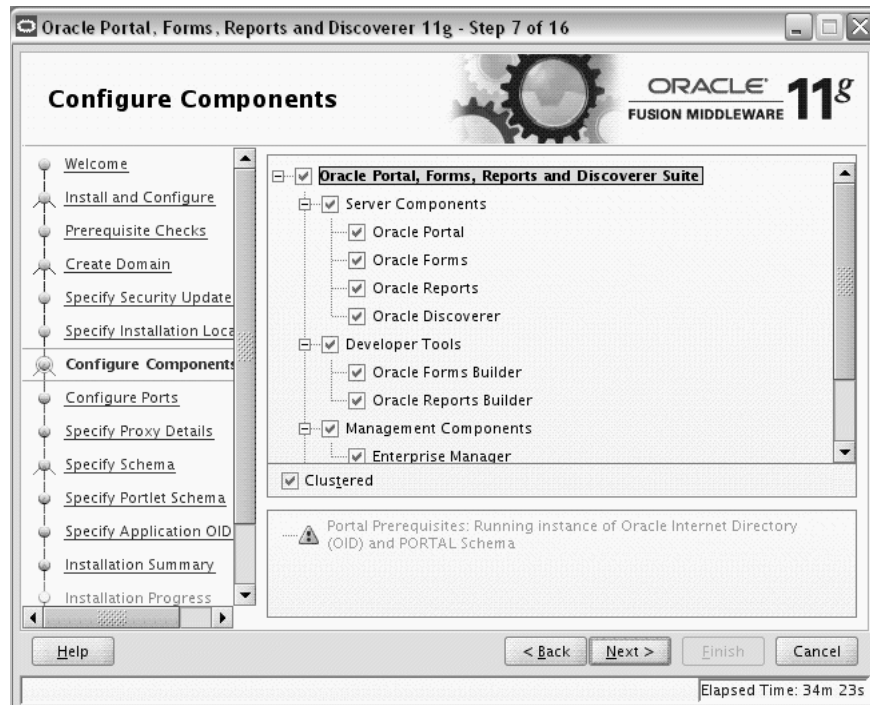 Oracle Portal, Forms, Reports and Discoverer 11g - Step 7 of 16
Configure Components
ORACLE
FUSION MIDDLEWARE
11g
Welcome
Install and Configure
Prerequisite Checks
Create Domain
Specify Security Update
Specify Installation Loca
Configure Components
Configure Ports
Specify Proxy Details
Specify Schema
Specify Portlet Schema
Specify Application OID
Installation Summary
Installation Progress
Oracle Portal, Forms, Reports and Discoverer Suite
Server Components
Oracle Portal
Oracle Forms
Oracle Reports
Oracle Discoverer
Developer Tools
Oracle Forms Builder
Oracle Reports Builder
Management Components
Enterprise Manager
Clustered
Portal Prerequisites: Running instance of Oracle Internet Directory
(OID) and PORTAL Schema
Help
< Back
Next >
Finish
Cancel
Elapsed Time: 34m 23s